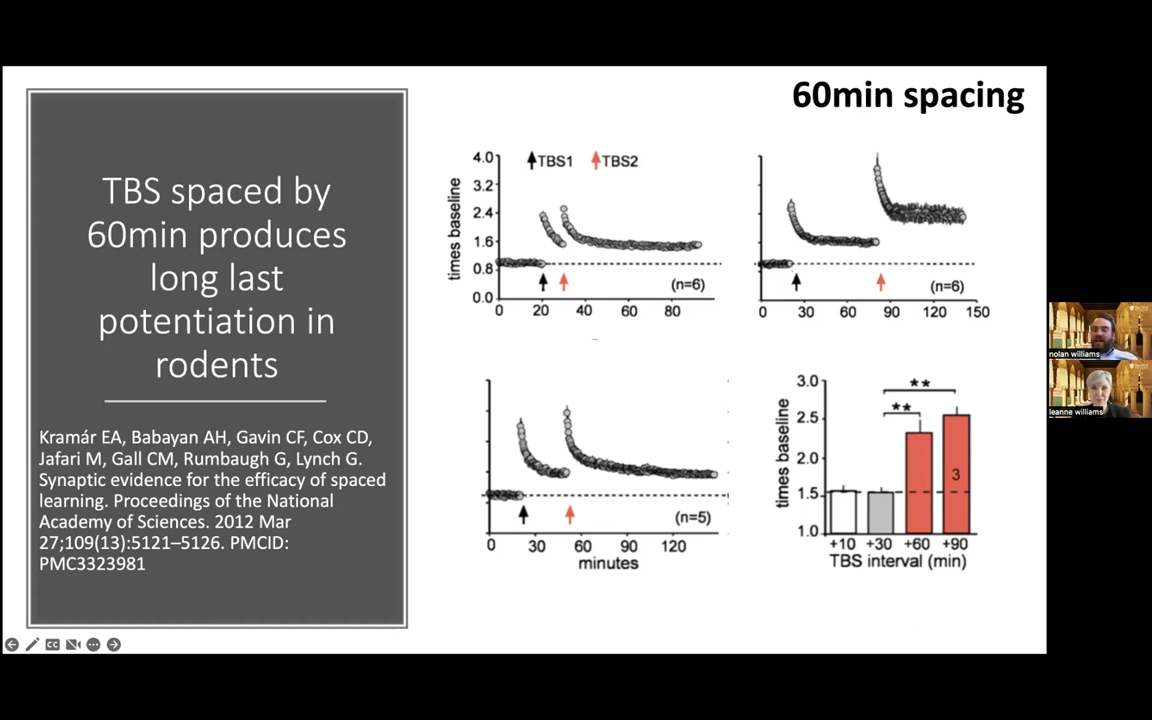 60min spacing
TBS spaced by
60min produces
long last
potentiation in
rodents
Kramár EA, Babayan AH, Gavin CF, Cox CD,
Jafari M, Gall CM, Rumbaugh G, Lynch G.
Synaptic evidence for the efficacy of spaced
learning. Proceedings of the National
Academy of Sciences. 2012 Mar
27;109(13):5121–5126. PMCID:
PMC3323981
times baseline
4.0
3.2
2.4
1.6
0.8
0.0
TBS1
TBS2
(n=6)
0 20 40 60 80
(n=6)
0 30 60 90 120 150
(n=5)
0 30 60 90 120
minutes
times baseline
3.0
2.5
2.0
1.5
1.0
**
**
3
+10 +30 +60 +90
TBS interval (min)
nolan williams
leanne williams
CC